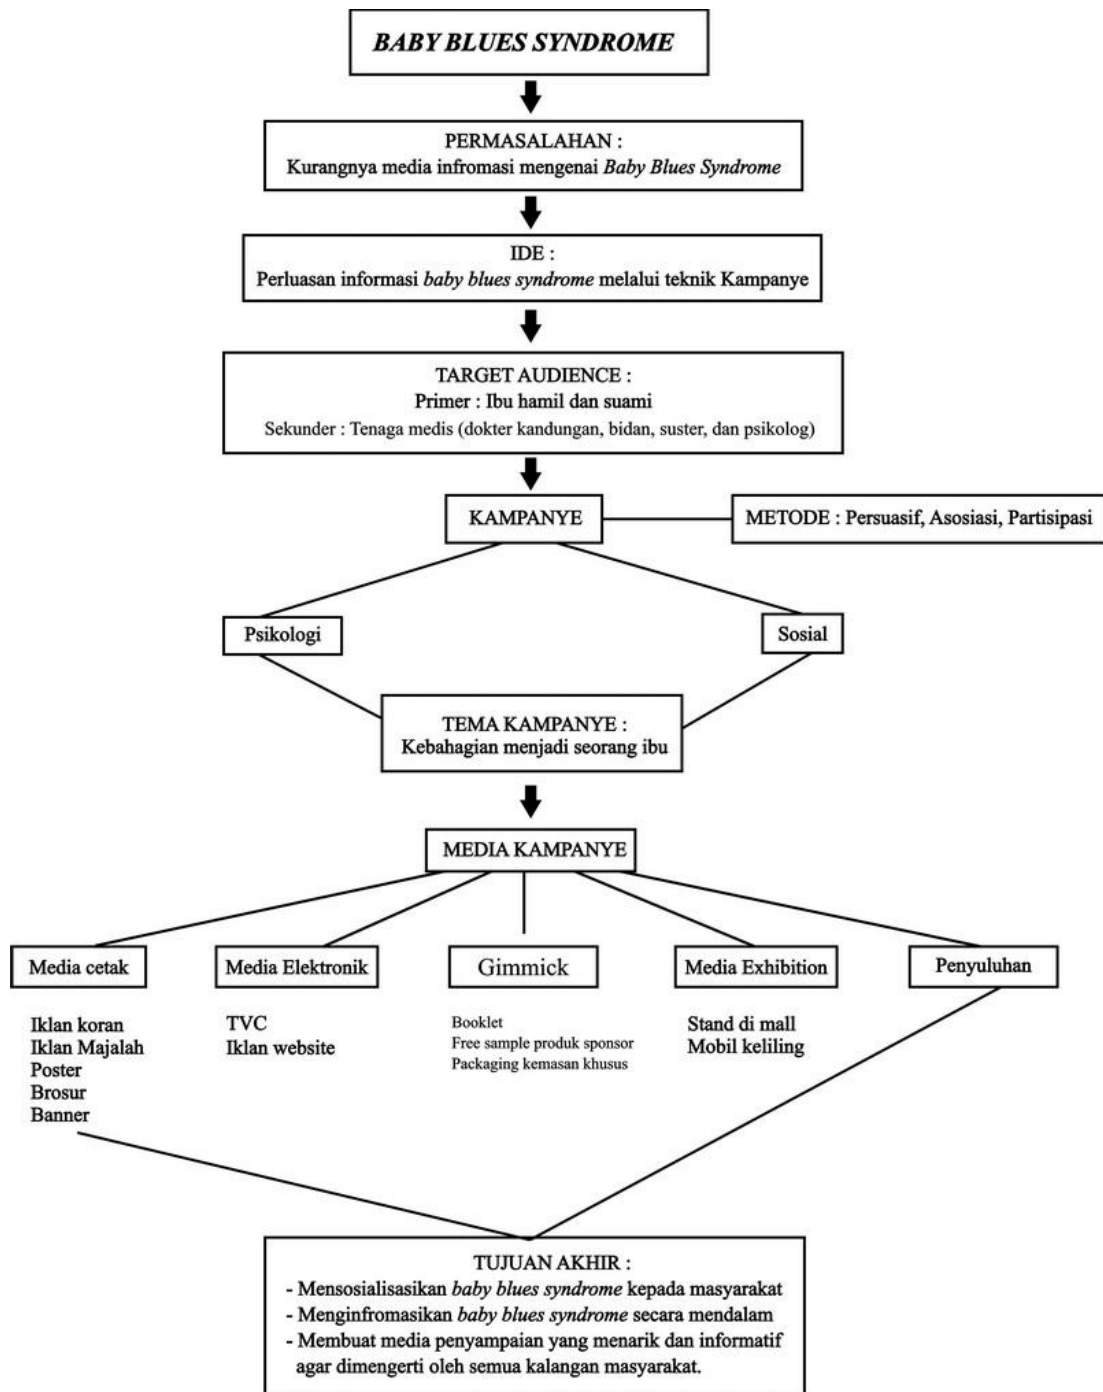 BABY BLUES SYNDROME
PERMASALAHAN :
Kurangnya media infromasi mengenai Baby Blues Syndrome
IDE :
Perluasan informasi baby blues syndrome melalui teknik Kampanye
TARGET AUDIENCE :
Primer : Ibu hamil dan suami
Sekunder : Tenaga medis (dokter kandungan, bidan, suster, dan psikolog)
KAMPANYE
METODE : Persuasif, Asosiasi, Partisipasi
Psikologi
Sosial
TEMA KAMPANYE :
Kebahagian menjadi seorang ibu
MEDIA KAMPANYE
Media cetak
Media Elektronik
Gimmick
Media Exhibition
Penyuluhan
Iklan koran
Iklan Majalah
Poster
Brosur
Banner
TVC
Iklan website
Booklet
Free sample produk sponsor
Packaging kemasan khusus
Stand di mall
Mobil keliling
TUJUAN AKHIR :
- Mensosialisasikan baby blues syndrome kepada masyarakat
- Menginfromasikan baby blues syndrome secara mendalam
- Membuat media penyampaian yang menarik dan informatif
agar dimengerti oleh semua kalangan masyarakat.